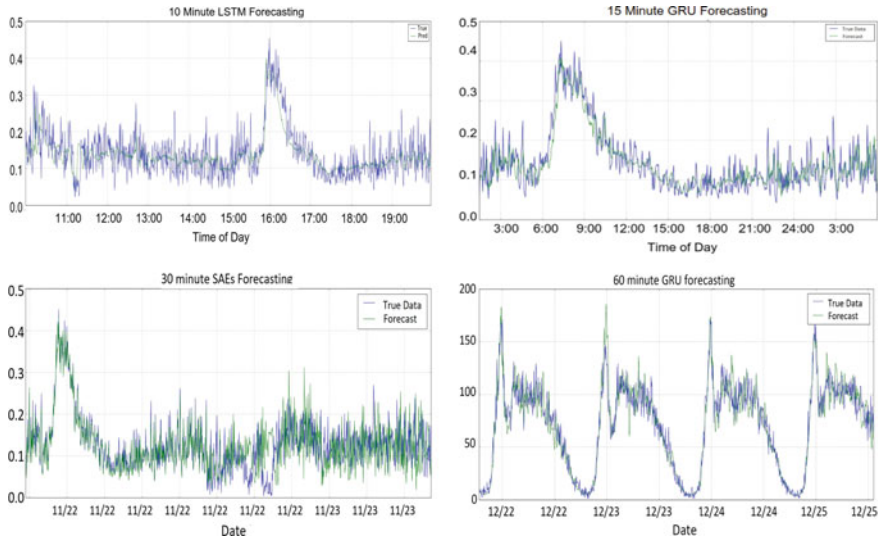 10 Minute LSTM Forecasting
0.5
0.4
0.3
0.2
0.1
0.0
True
Pred
11:00 12:00 13:00 14:00 15:00 16:00 17:00 18:00 19:00
Time of Day
15 Minute GRU Forecasting
0.5
0.4
0.3
0.2
0.1
0.0
True Data
Forecast
3:00 6:00 9:00 12:00 15:00 18:00 21:00 24:00 3:00
Time of Day
30 minute SAEs Forecasting
0.5
0.4
0.3
0.2
0.1
0.0
True Data
Forecast
11/22 11/22 11/22 11/22 11/22 11/22 11/22 11/23 11/23 11/23
Date
60 minute GRU forecasting
200
150
100
50
0
True Data
Forecast
12/22 12/22 12/23 12/23 12/24 12/24 12/25 12/25
Date